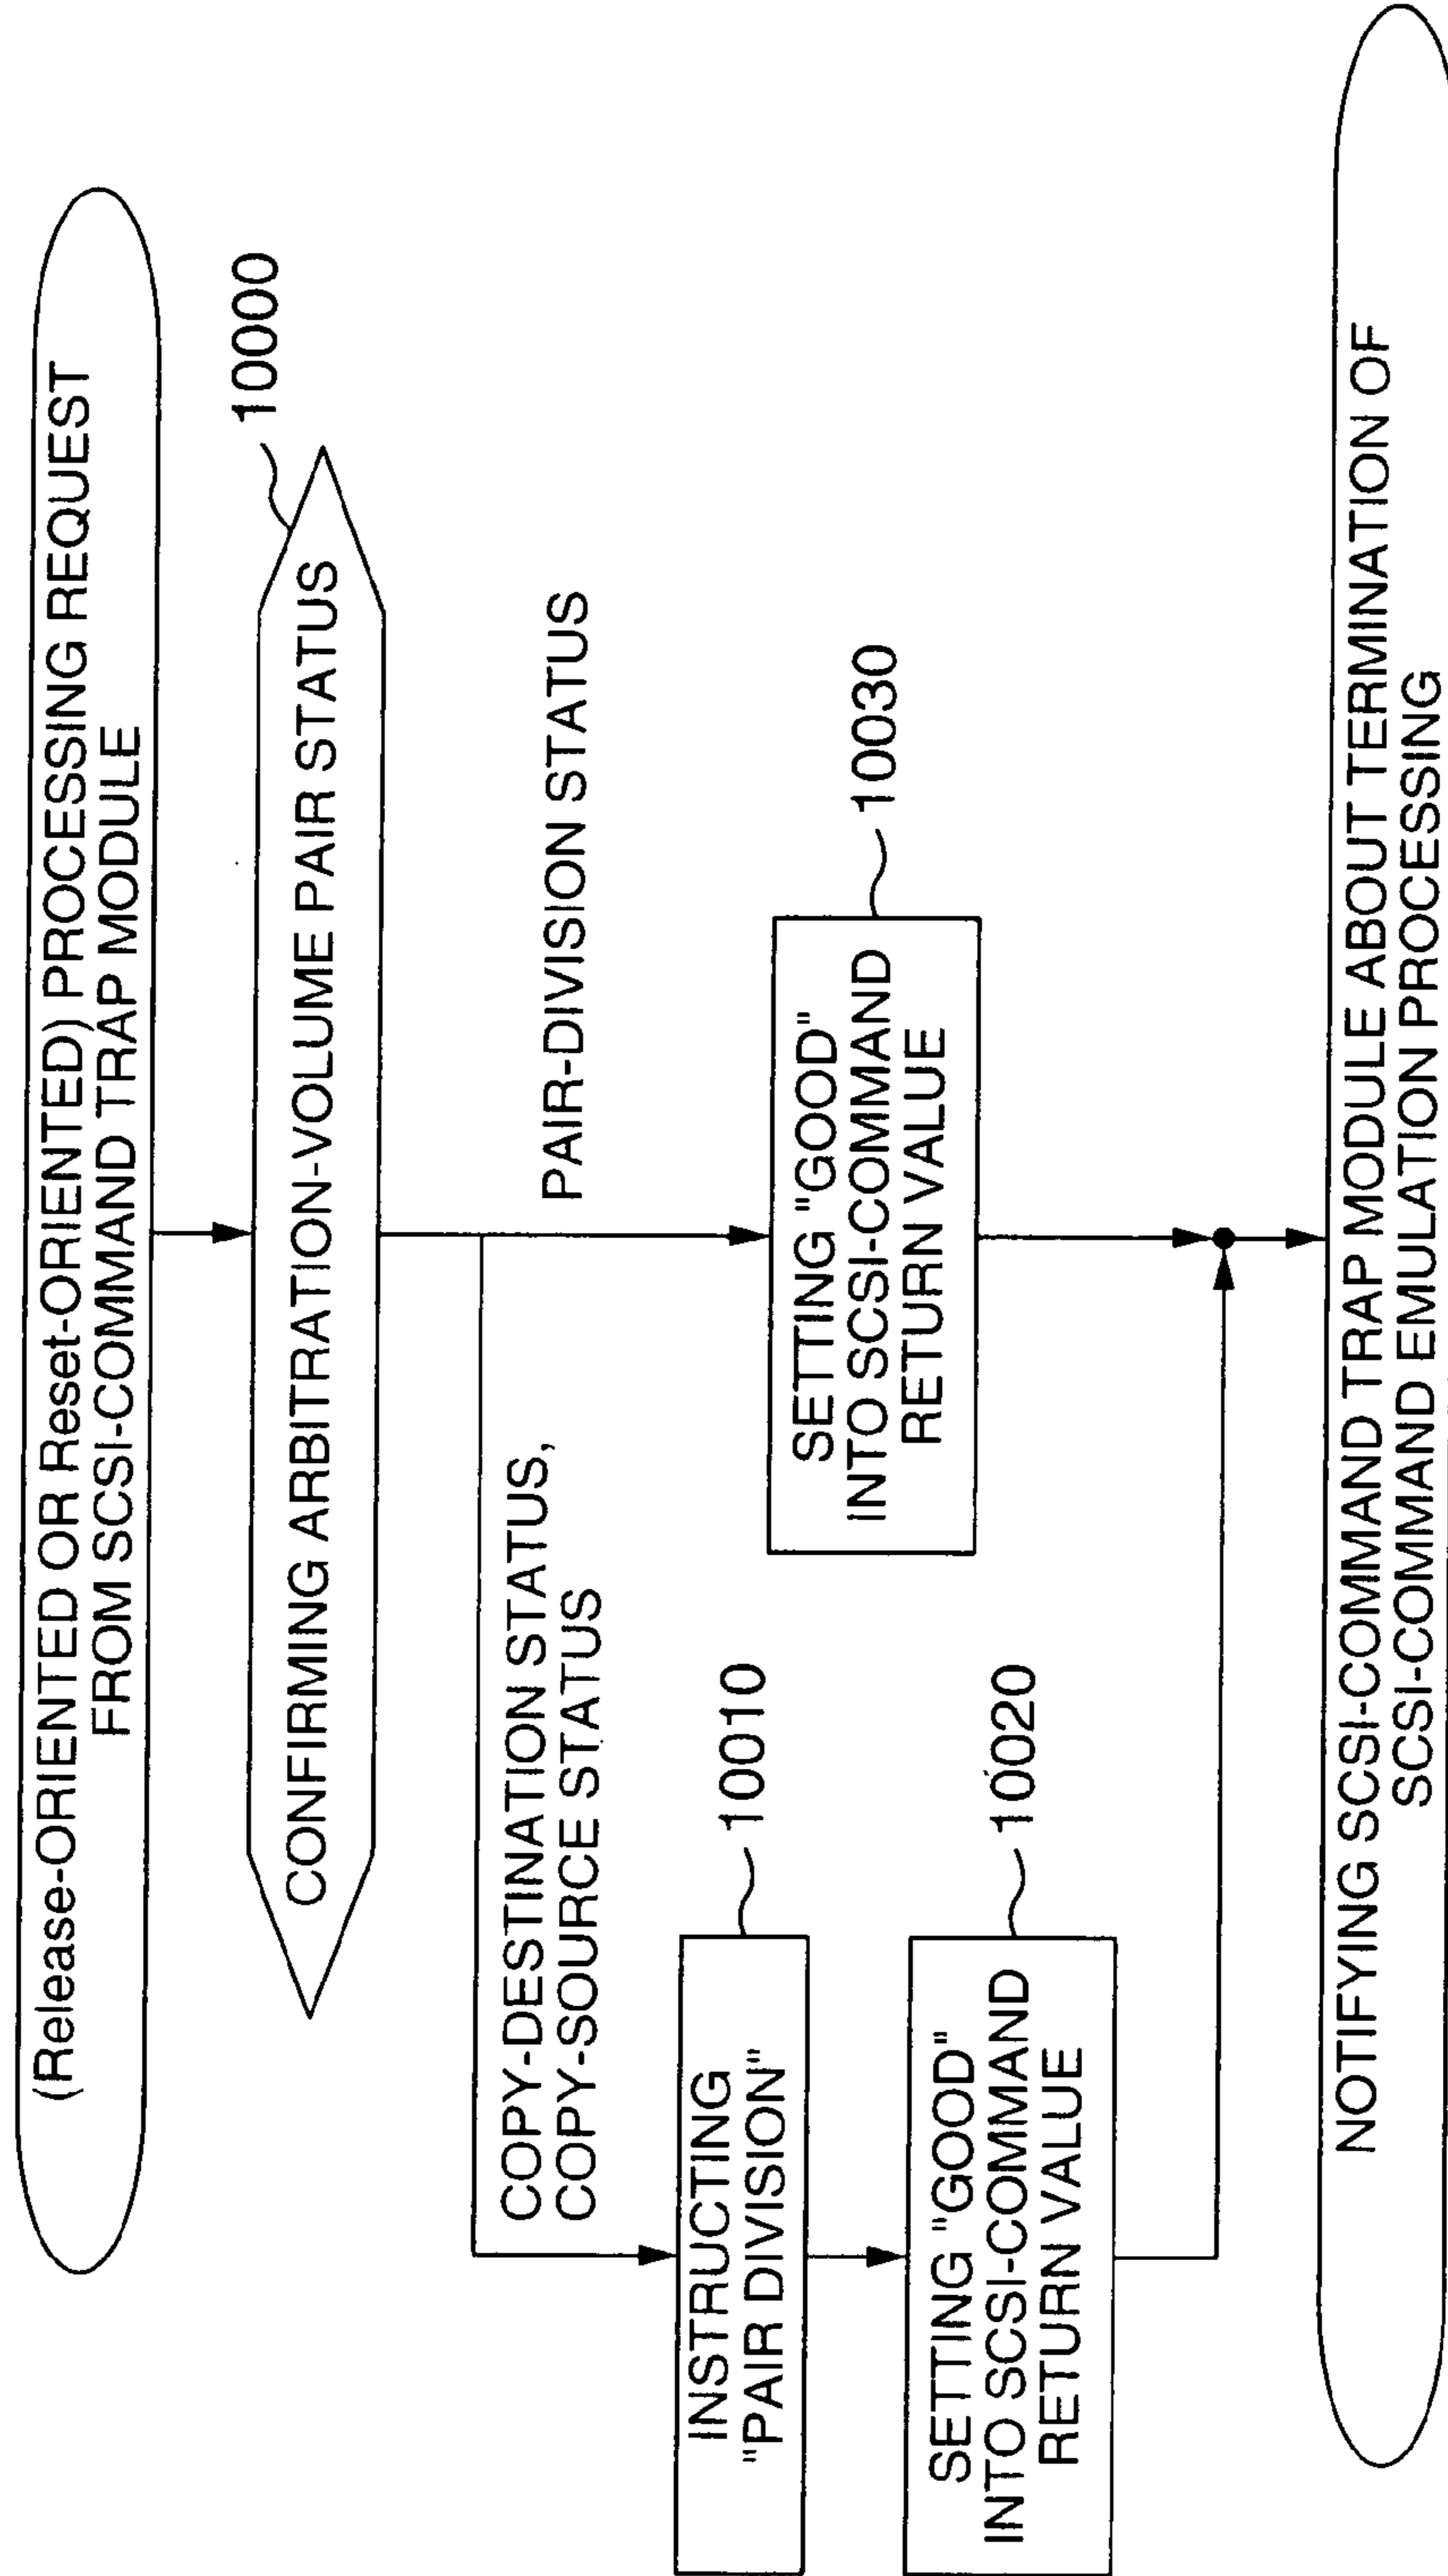 (Release-ORIENTED OR Reset-ORIENTED) PROCESSING REQUEST
FROM SCSI-COMMAND TRAP MODULE
10000
CONFIRMING ARBITRATION-VOLUME PAIR STATUS
COPY-DESTINATION STATUS,
COPY-SOURCE STATUS
PAIR-DIVISION STATUS
10010
INSTRUCTING
"PAIR DIVISION"
10020
SETTING "GOOD"
INTO SCSI-COMMAND
RETURN VALUE
10030
SETTING "GOOD"
INTO SCSI-COMMAND
RETURN VALUE
NOTIFYING SCSI-COMMAND TRAP MODULE ABOUT TERMINATION OF
SCSI-COMMAND EMULATION PROCESSING